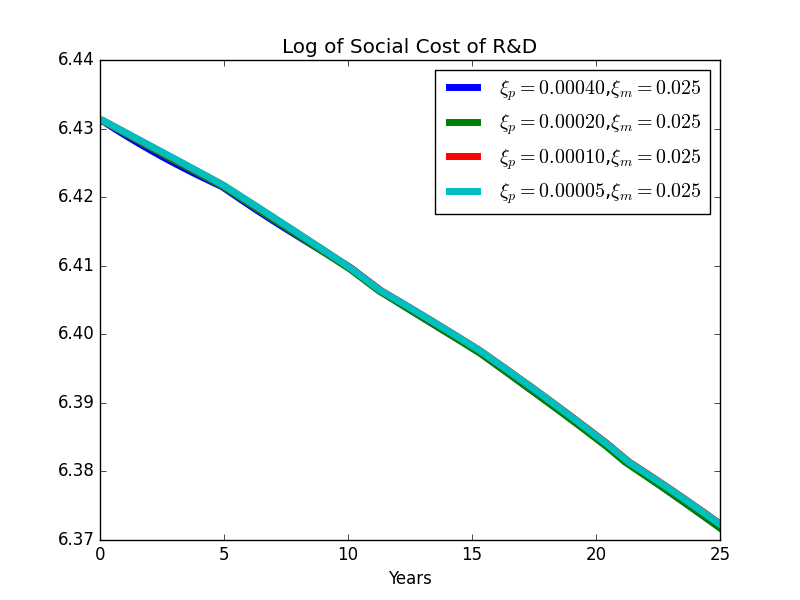 Log of Social Cost of R&D
6.44
6.43
6.42
6.41
6.40
6.39
6.38
6.37
ξp = 0.00040,ξm = 0.025
ξp = 0.00020,ξm = 0.025
ξp = 0.00010,ξm = 0.025
ξp = 0.00005,ξm = 0.025
0 5 10 15 20 25
Years